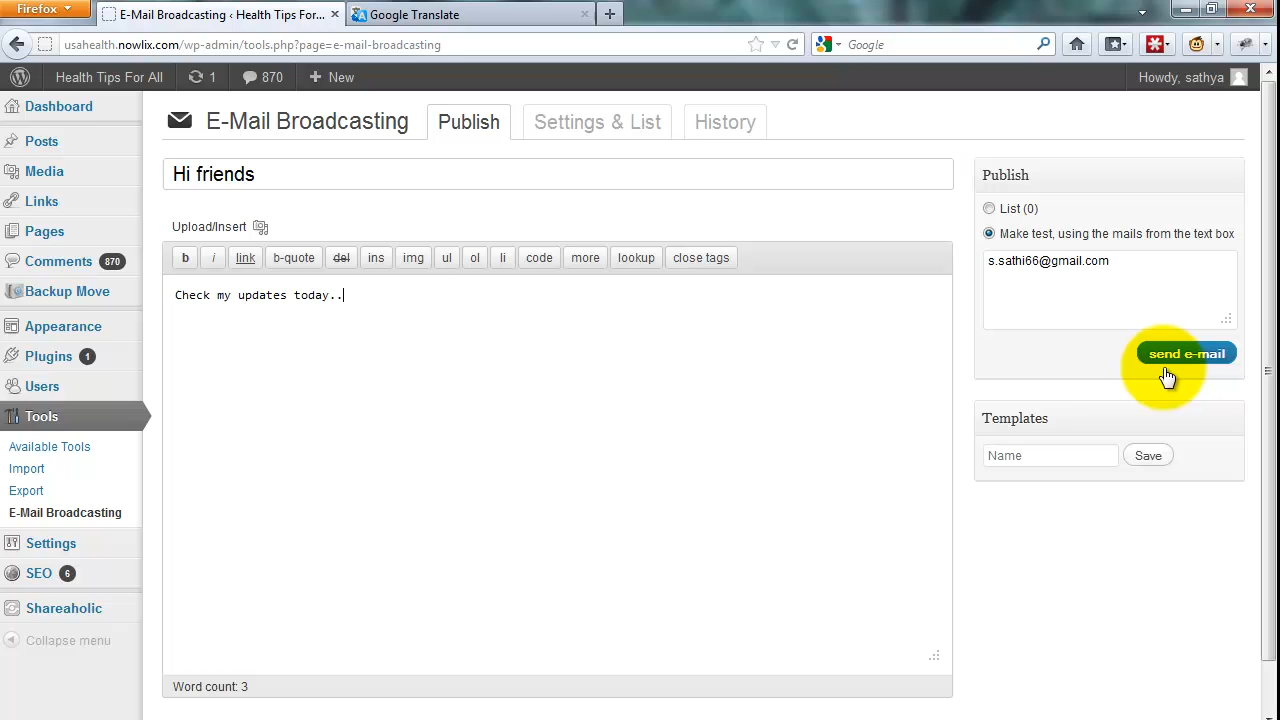 Firefox
E-Mail Broadcasting ‹ Health Tips For... ×
Google Translate ×
usahealth.nowlix.com/wp-admin/tools.php?page=e-mail-broadcasting
Google
Health Tips For All 1 870 + New Howdy, sathya
Dashboard
Posts
Media
Links
Pages
Comments 870
Backup Move
Appearance
Plugins 1
Users
Tools
Available Tools
Import
Export
E-Mail Broadcasting
Settings
SEO 6
Shareaholic
Collapse menu
E-Mail Broadcasting Publish Settings & List History
Hi friends
Upload/Insert
b i link b-quote del ins img ul ol li code more lookup close tags
Check my updates today..
Word count: 3
Publish
List (0)
Make test, using the mails from the text box
s.sathi66@gmail.com
send e-mail
Templates
Name Save